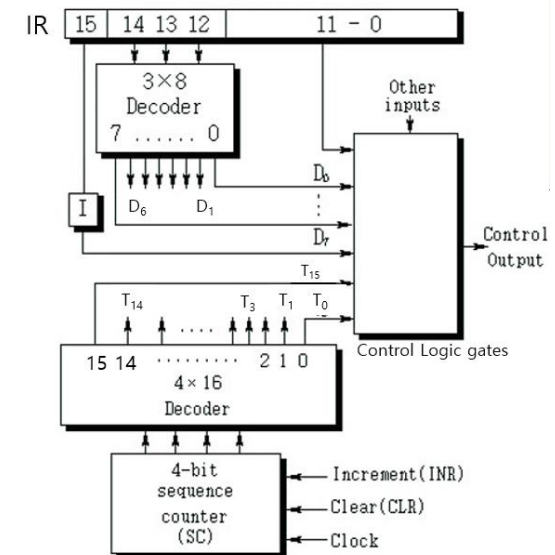 IR 15 14 13 12 11 - 0
3×8
Decoder
7 ...... 0
Other
inputs
D₀
⋮
D₇
I
D₆ D₁
Control
Output
T₁₅
T₁₄ T₃ T₁ T₀
....
15 14 ......... 2 1 0
4×16
Decoder
Control Logic gates
4-bit
sequence
counter
(SC)
Increment(INR)
Clear(CLR)
Clock